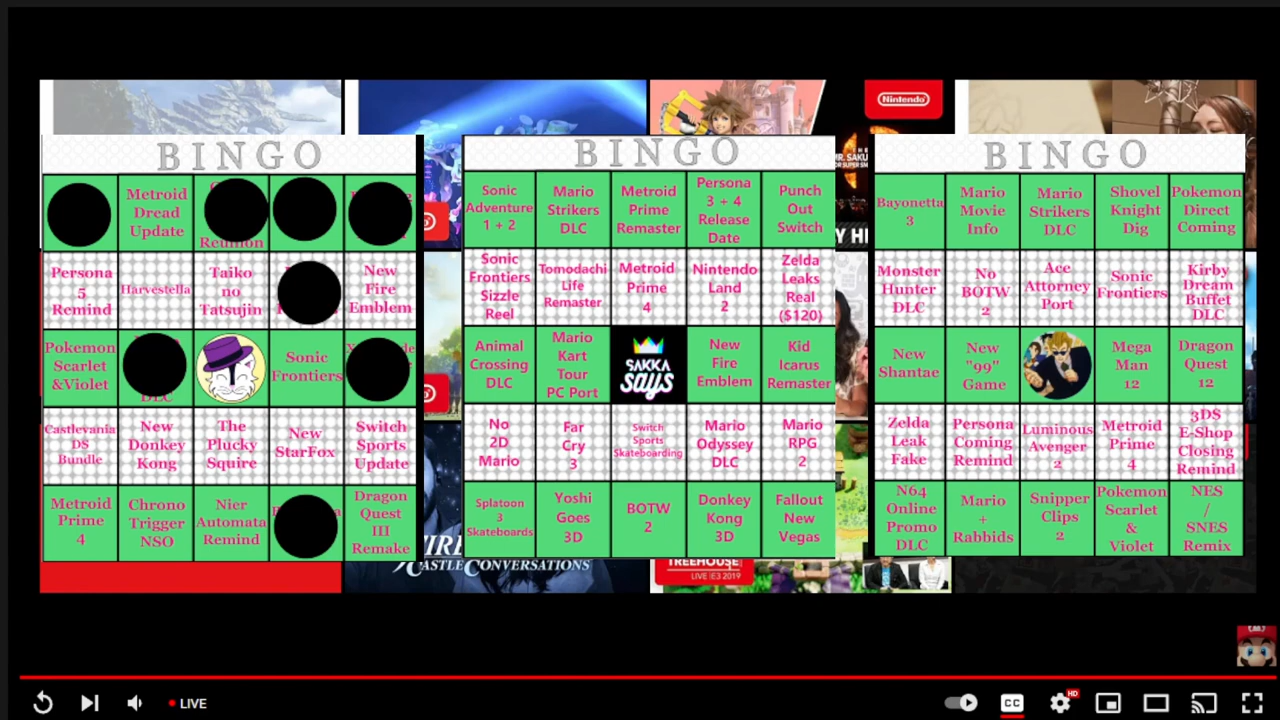 Nintendo
BINGO
Metroid
Dread
Update
Reunion
Persona
5
Remind
Harvestella
Taiko
no
Tatsujin
New
Fire
Emblem
Pokemon
Scarlet
&Violet
DLC
Sonic
Frontiers
Castlevania
DS
Bundle
New
Donkey
Kong
The
Plucky
Squire
New
StarFox
Switch
Sports
Update
Metroid
Prime
4
Chrono
Trigger
NSO
Nier
Automata
Remind
Dragon
Quest
III
Remake
BINGO
Sonic
Adventure
1 + 2
Mario
Strikers
DLC
Metroid
Prime
Remaster
Persona
3 + 4
Release
Date
Punch
Out
Switch
Sonic
Frontiers
Sizzle
Reel
Tomodachi
Life
Remaster
Metroid
Prime
4
Nintendo
Land
2
Zelda
Leaks
Real
($120)
Animal
Crossing
DLC
Mario
Kart
Tour
PC Port
SAKKA
says
New
Fire
Emblem
Kid
Icarus
Remaster
No
2D
Mario
Far
Cry
3
Switch
Sports
Skateboarding
Mario
Odyssey
DLC
Mario
RPG
2
Splatoon
3
Skateboards
Yoshi
Goes
3D
BOTW
2
Donkey
Kong
3D
Fallout
New
Vegas
BINGO
Bayonetta
3
Mario
Movie
Info
Mario
Strikers
DLC
Shovel
Knight
Dig
Pokemon
Direct
Coming
Monster
Hunter
DLC
No
BOTW
2
Ace
Attorney
Port
Sonic
Frontiers
Kirby
Dream
Buffet
DLC
New
Shantae
New
"99"
Game
Mega
Man
12
Dragon
Quest
12
Zelda
Leak
Fake
Persona
Coming
Remind
Luminous
Avenger
2
Metroid
Prime
4
3DS
E-Shop
Closing
Remind
N64
Online
Promo
DLC
Mario
+
Rabbids
Snipper
Clips
2
Pokemon
Scarlet
&
Violet
NES
/
SNES
Remix
CASTLE CONVERSATIONS
TREEHOUSE
LIVE | E3 2019
LIVE
CC
HD